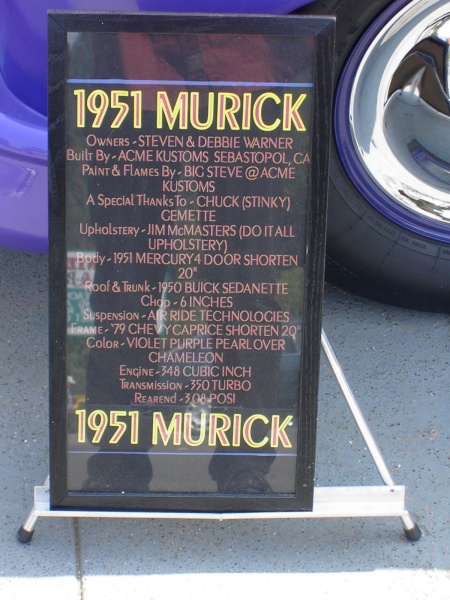 1951 MURICK
Owners - STEVEN & DEBBIE WARNER
Built By - ACME KUSTOMS SEBASTOPOL, CA
Paint & Flames By - BIG STEVE @ ACME
KUSTOMS
A Special Thanks To - CHUCK (STINKY)
GEMETTE
Upholstery - JIM McMASTERS (DO IT ALL
UPHOLSTERY)
Body - 1951 MERCURY 4 DOOR SHORTEN
20"
Roof & Trunk - 1950 BUICK SEDANETTE
Chop - 6 INCHES
Suspension - AIR RIDE TECHNOLOGIES
Frame - '79 CHEVY CAPRICE SHORTEN 20"
Color - VIOLET PURPLE PEARL OVER
CHAMELEON
Engine - 348 CUBIC INCH
Transmission - 350 TURBO
Rearend - 3.08 POSI
1951 MURICK